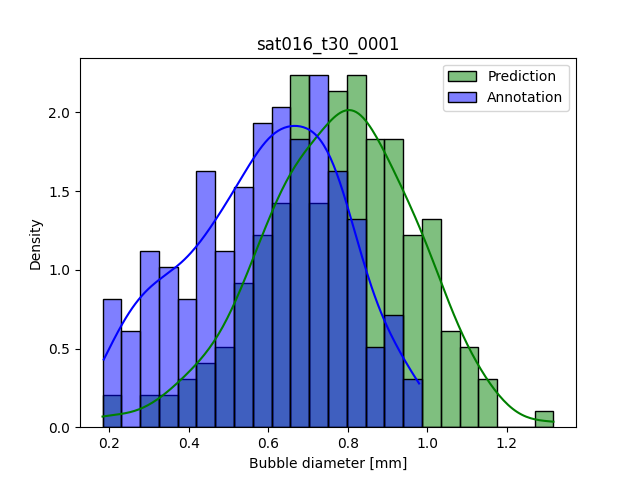 sat016_t30_0001
Prediction
Annotation
Density
2.0
1.5
1.0
0.5
0.0
0.2 0.4 0.6 0.8 1.0 1.2
Bubble diameter [mm]